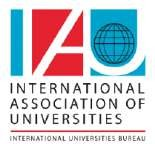 IAU
INTERNATIONAL
ASSOCIATION OF
UNIVERSITIES
INTERNATIONAL UNIVERSITIES BUREAU